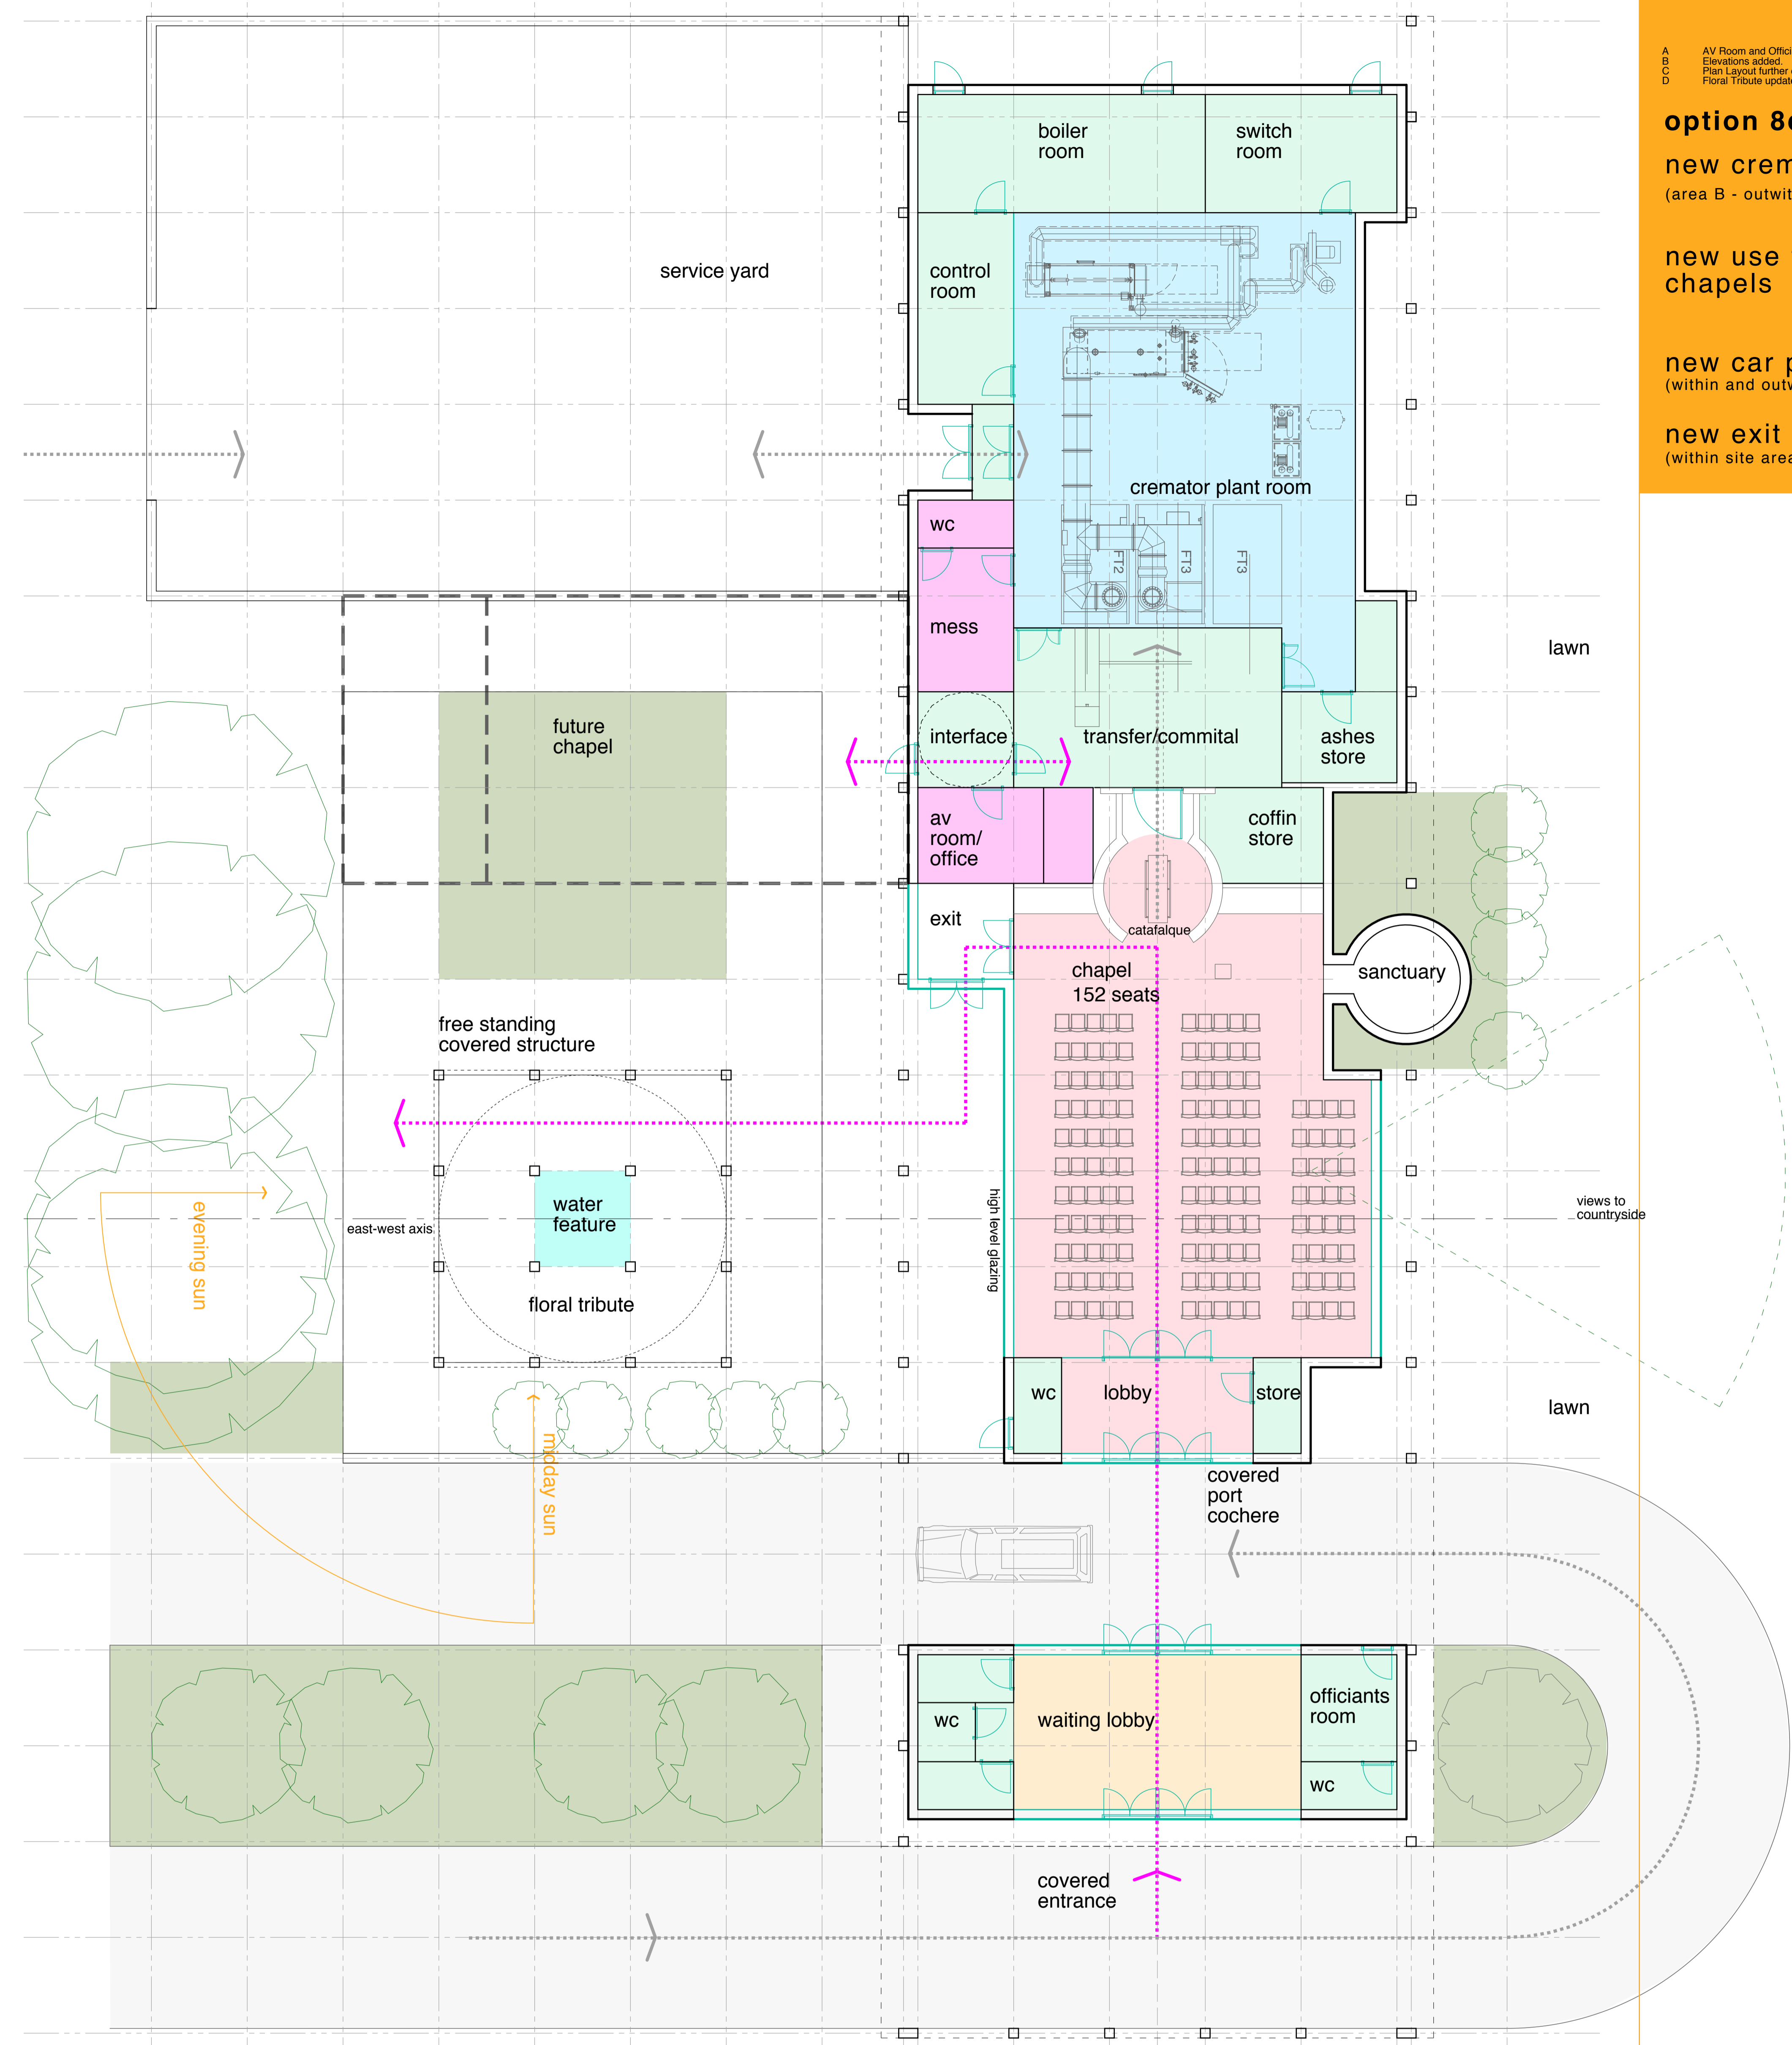 A AV Room and Offici
B Elevations added.
C Plan Layout further
D Floral Tribute updat
option 8
new crem
(area B - outwit
new use
chapels
new car p
(within and outw
new exit
(within site area
boiler
room
switch
room
service yard
control
room
cremator plant room
wc
FT2
FT3
FT3
mess
lawn
future
chapel
interface
transfer/commital
ashes
store
av
room/
office
coffin
store
exit
catafalque
chapel
152 seats
sanctuary
free standing
covered structure
water
feature
east-west axis
high level glazing
views to
countryside
evening sun
floral tribute
wc
lobby
store
lawn
midday sun
covered
port
cochere
officiants
room
wc
waiting lobby
wc
covered
entrance